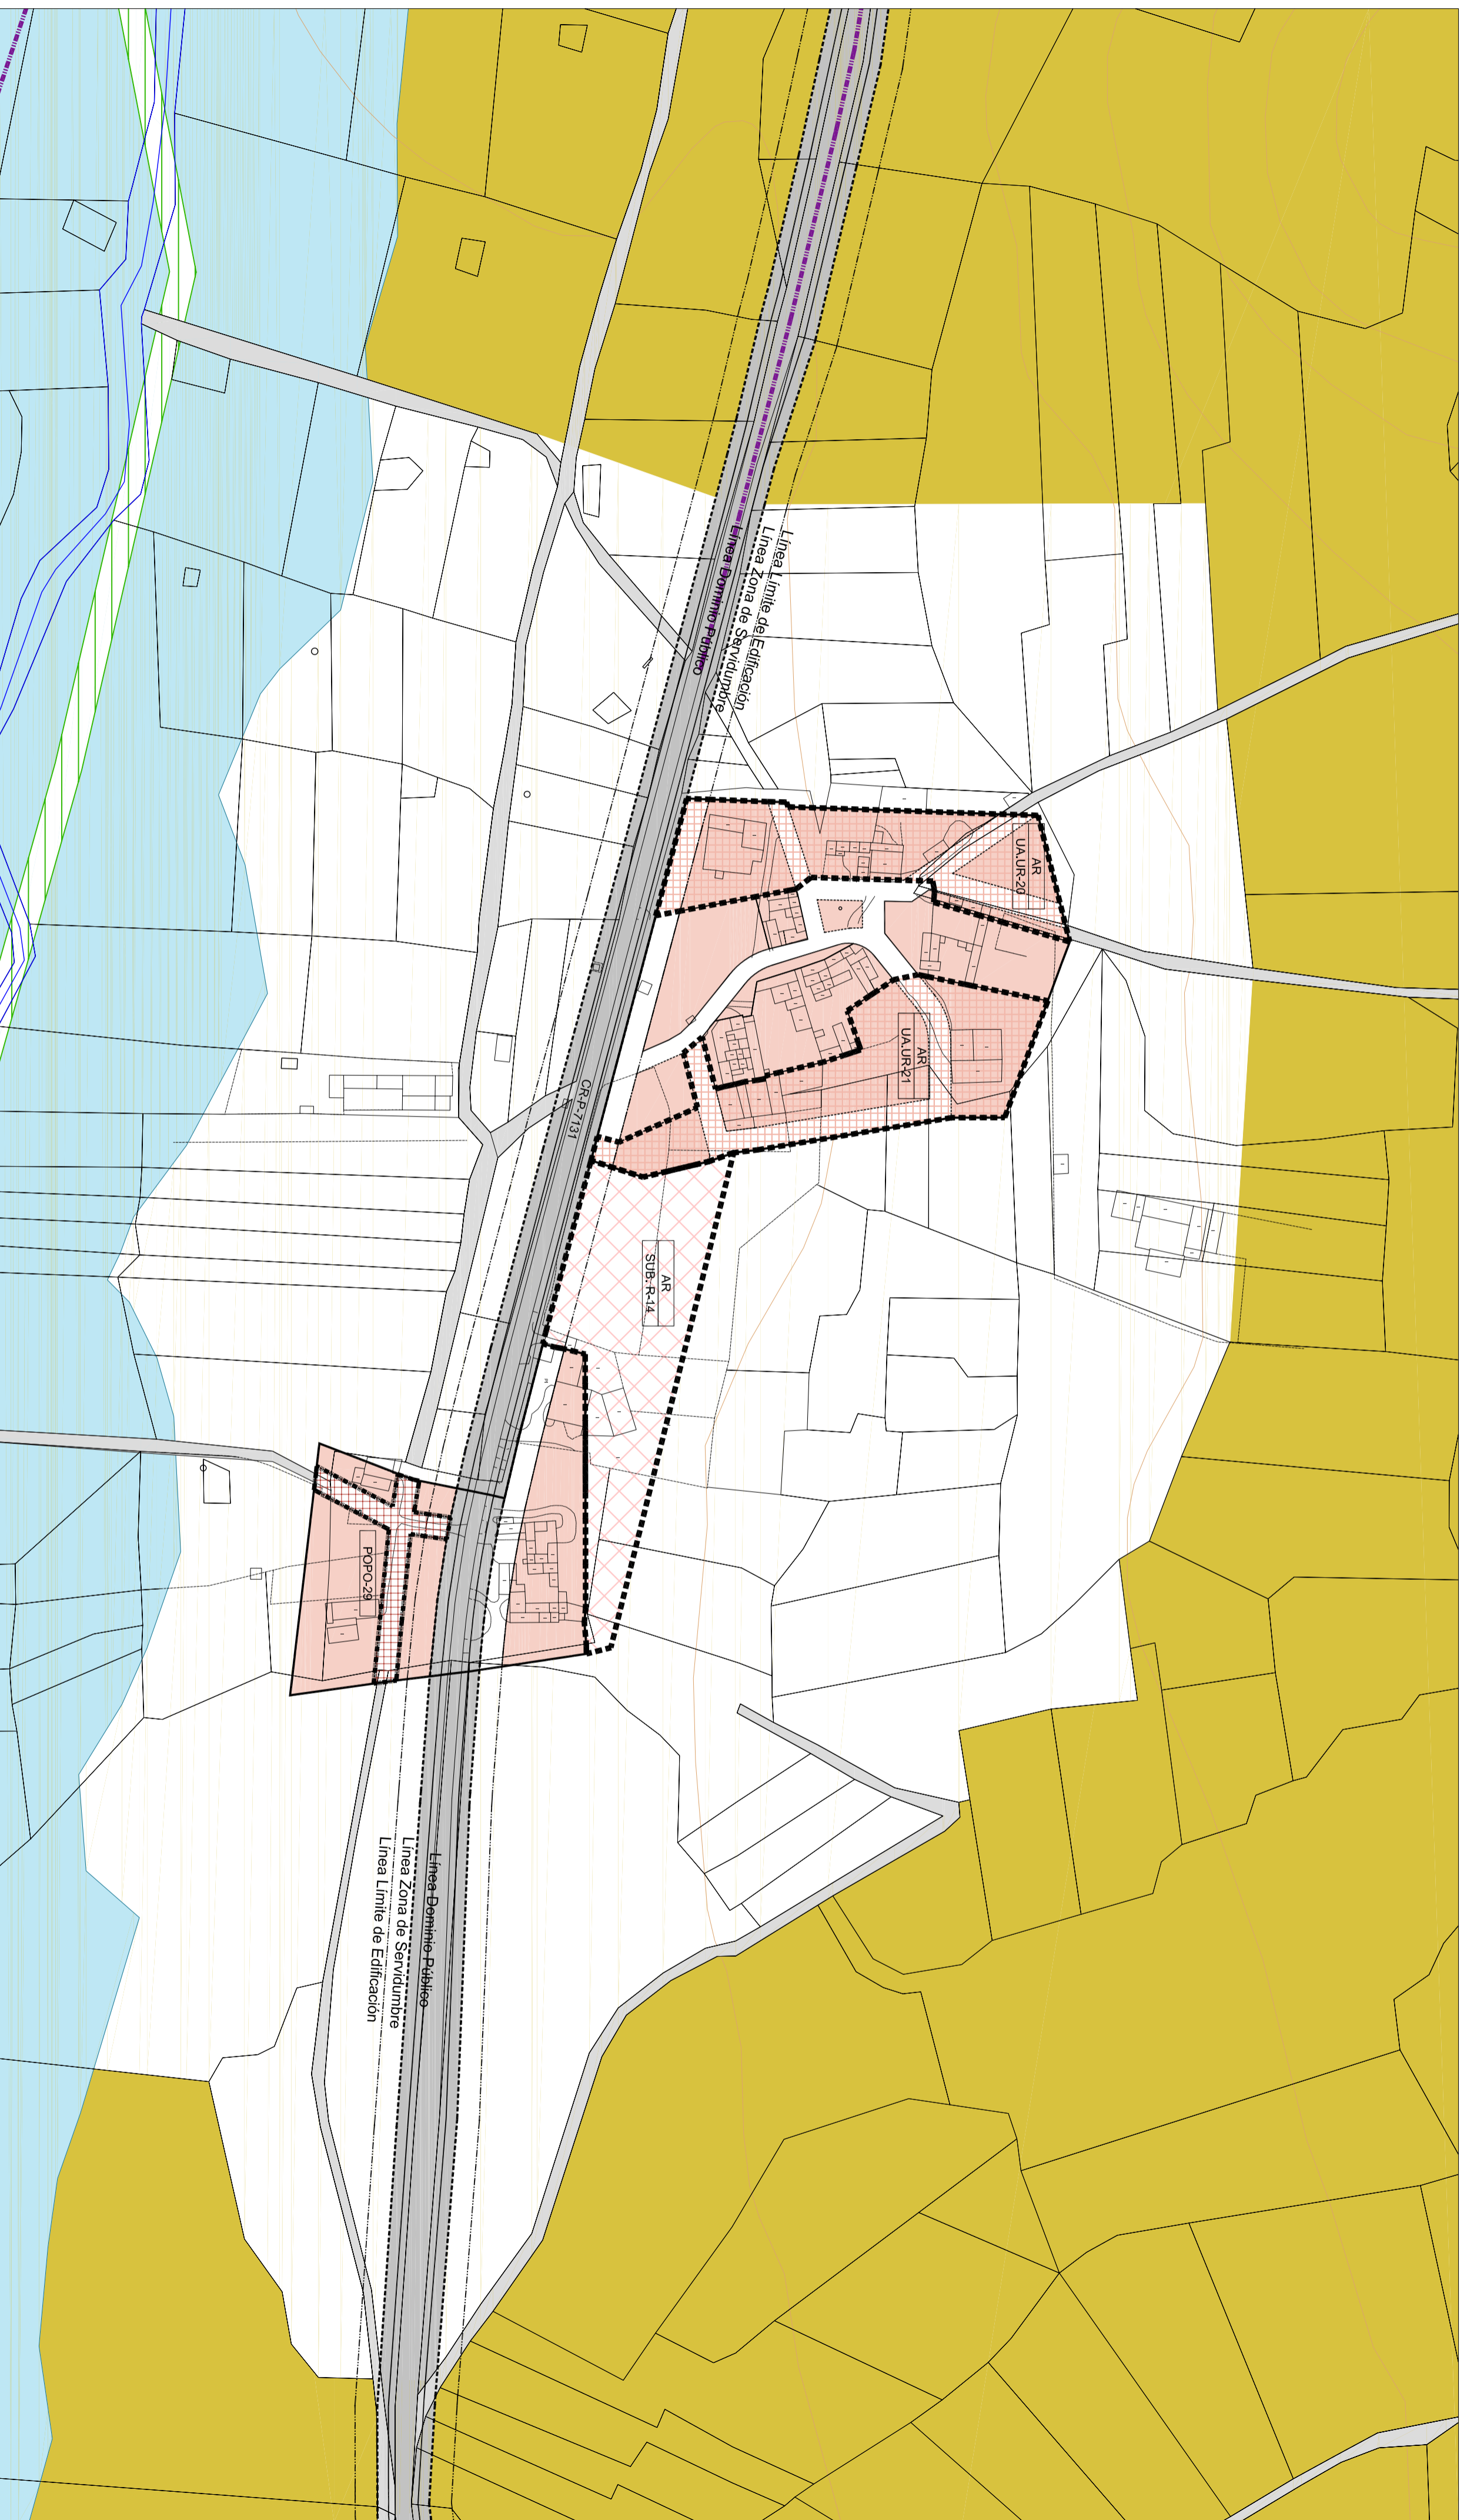 Línea Límite de Edificación
Línea Zona de Servidumbre
Línea Dominio Público
AR
UA.UR-20
AR
UA.UR-21
CR-P-7131
AR
SUB. R-14
POPO-29
Línea Dominio Público
Línea Zona de Servidumbre
Línea Límite de Edificación